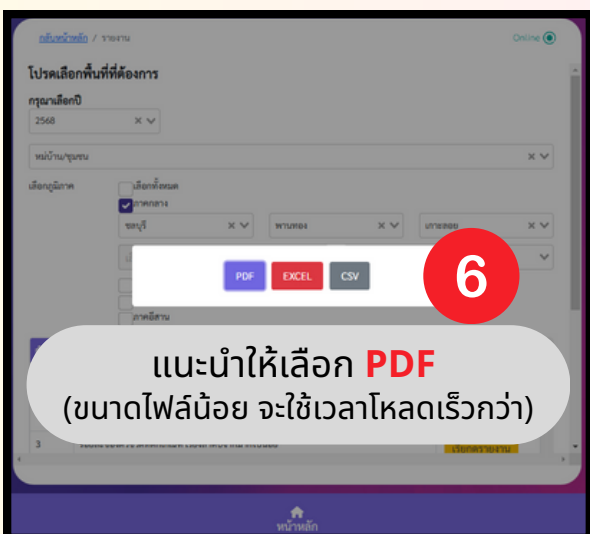 กลับหน้าหลัก / รายงาน
Online
โปรดเลือกพื้นที่ที่ต้องการ
กรุณาเลือกปี
2568
หมู่บ้าน/ชุมชน
เลือกภูมิภาค
เลือกทั้งหมด
ภาคกลาง
ชลบุรี พานทอง เกาะลอย
PDF EXCEL CSV
6
ภาคอีสาน
แนะนำให้เลือก PDF
(ขนาดไฟล์น้อย จะใช้เวลาโหลดเร็วกว่า)
3
เรียกดูรายงาน
หน้าหลัก